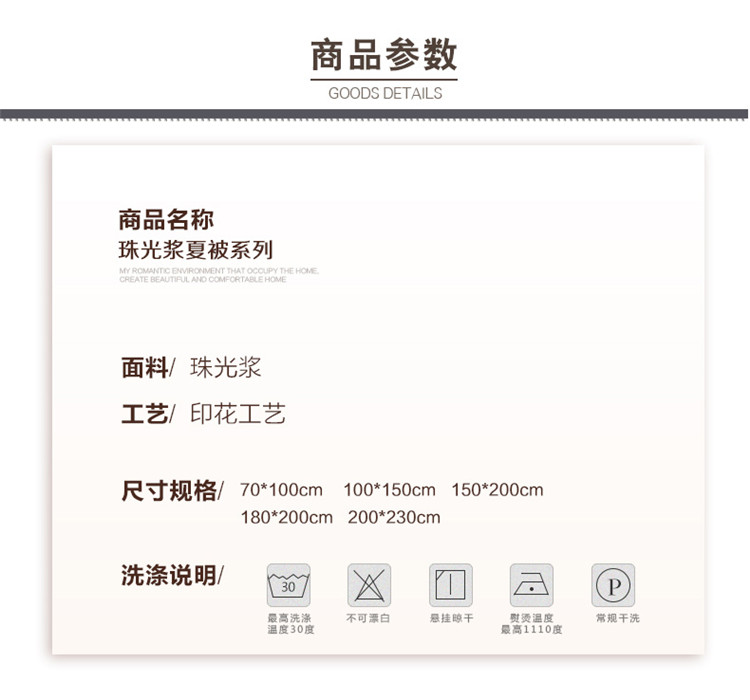 商品参数
GOODS DETAILS
商品名称
珠光浆夏被系列
MY ROMANTIC ENVIRONMENT THAT OCCUPY THE HOME,
CREATE BEAUTIFUL AND COMFORTABLE HOME
面料/ 珠光浆
工艺/ 印花工艺
尺寸规格/ 70*100cm 100*150cm 150*200cm
180*200cm 200*230cm
洗涤说明/
30
P
最高洗涤 不可漂白 悬挂晾干 熨烫温度 常规干洗
温度30度 最高1110度